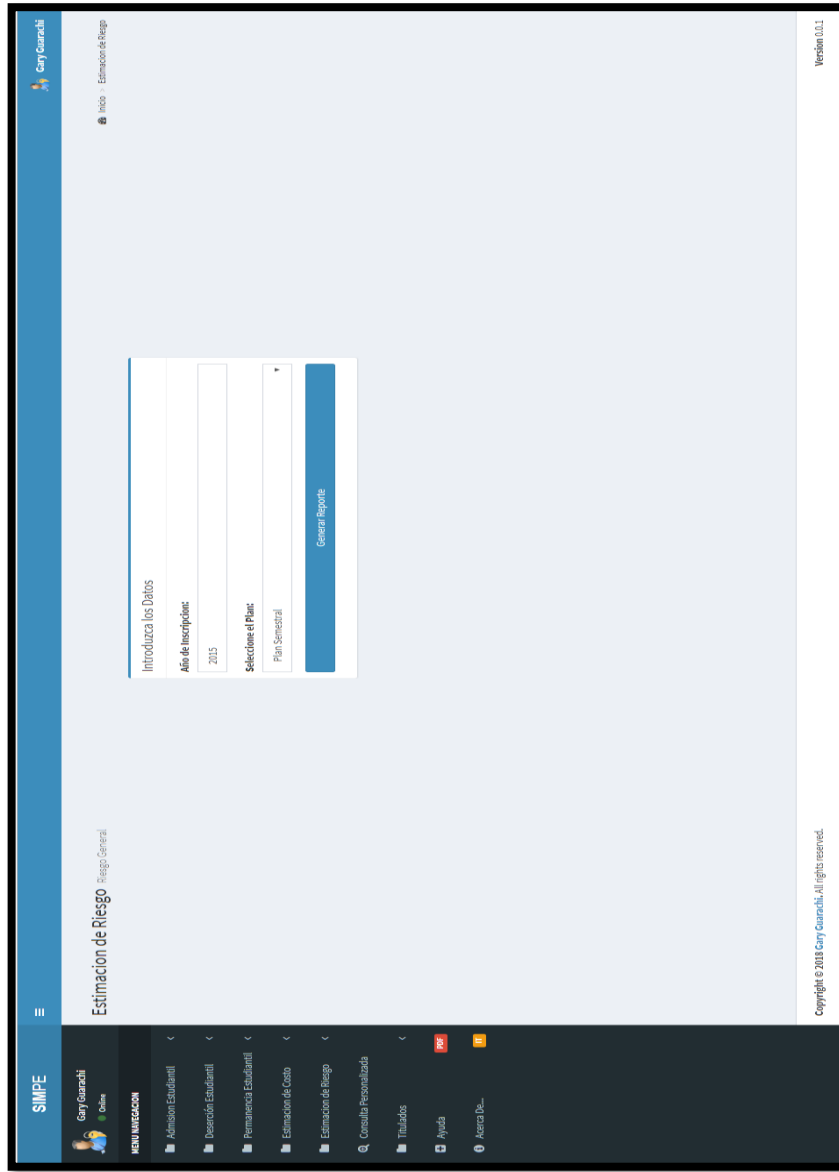 SIMPE
Gary Guarachi
Gary Guarachi
Online
MENU NAVEGACION
Admision Estudiantil
Deserción Estudiantil
Permanencia Estudiantil
Estimacion de Costo
Estimacion de Riesgo
Consulta Personalizada
Titulados
Ayuda PDF
Acerca De... IT
Estimacion de Riesgo Riesgo General
Inicio > Estimacion de Riesgo
Introduzca los Datos
Año de Inscripcion:
2015
Seleccione el Plan:
Plan Semestral
Generar Reporte
Copyright © 2018 Gary Guarachi. All rights reserved.
Version 0.0.1